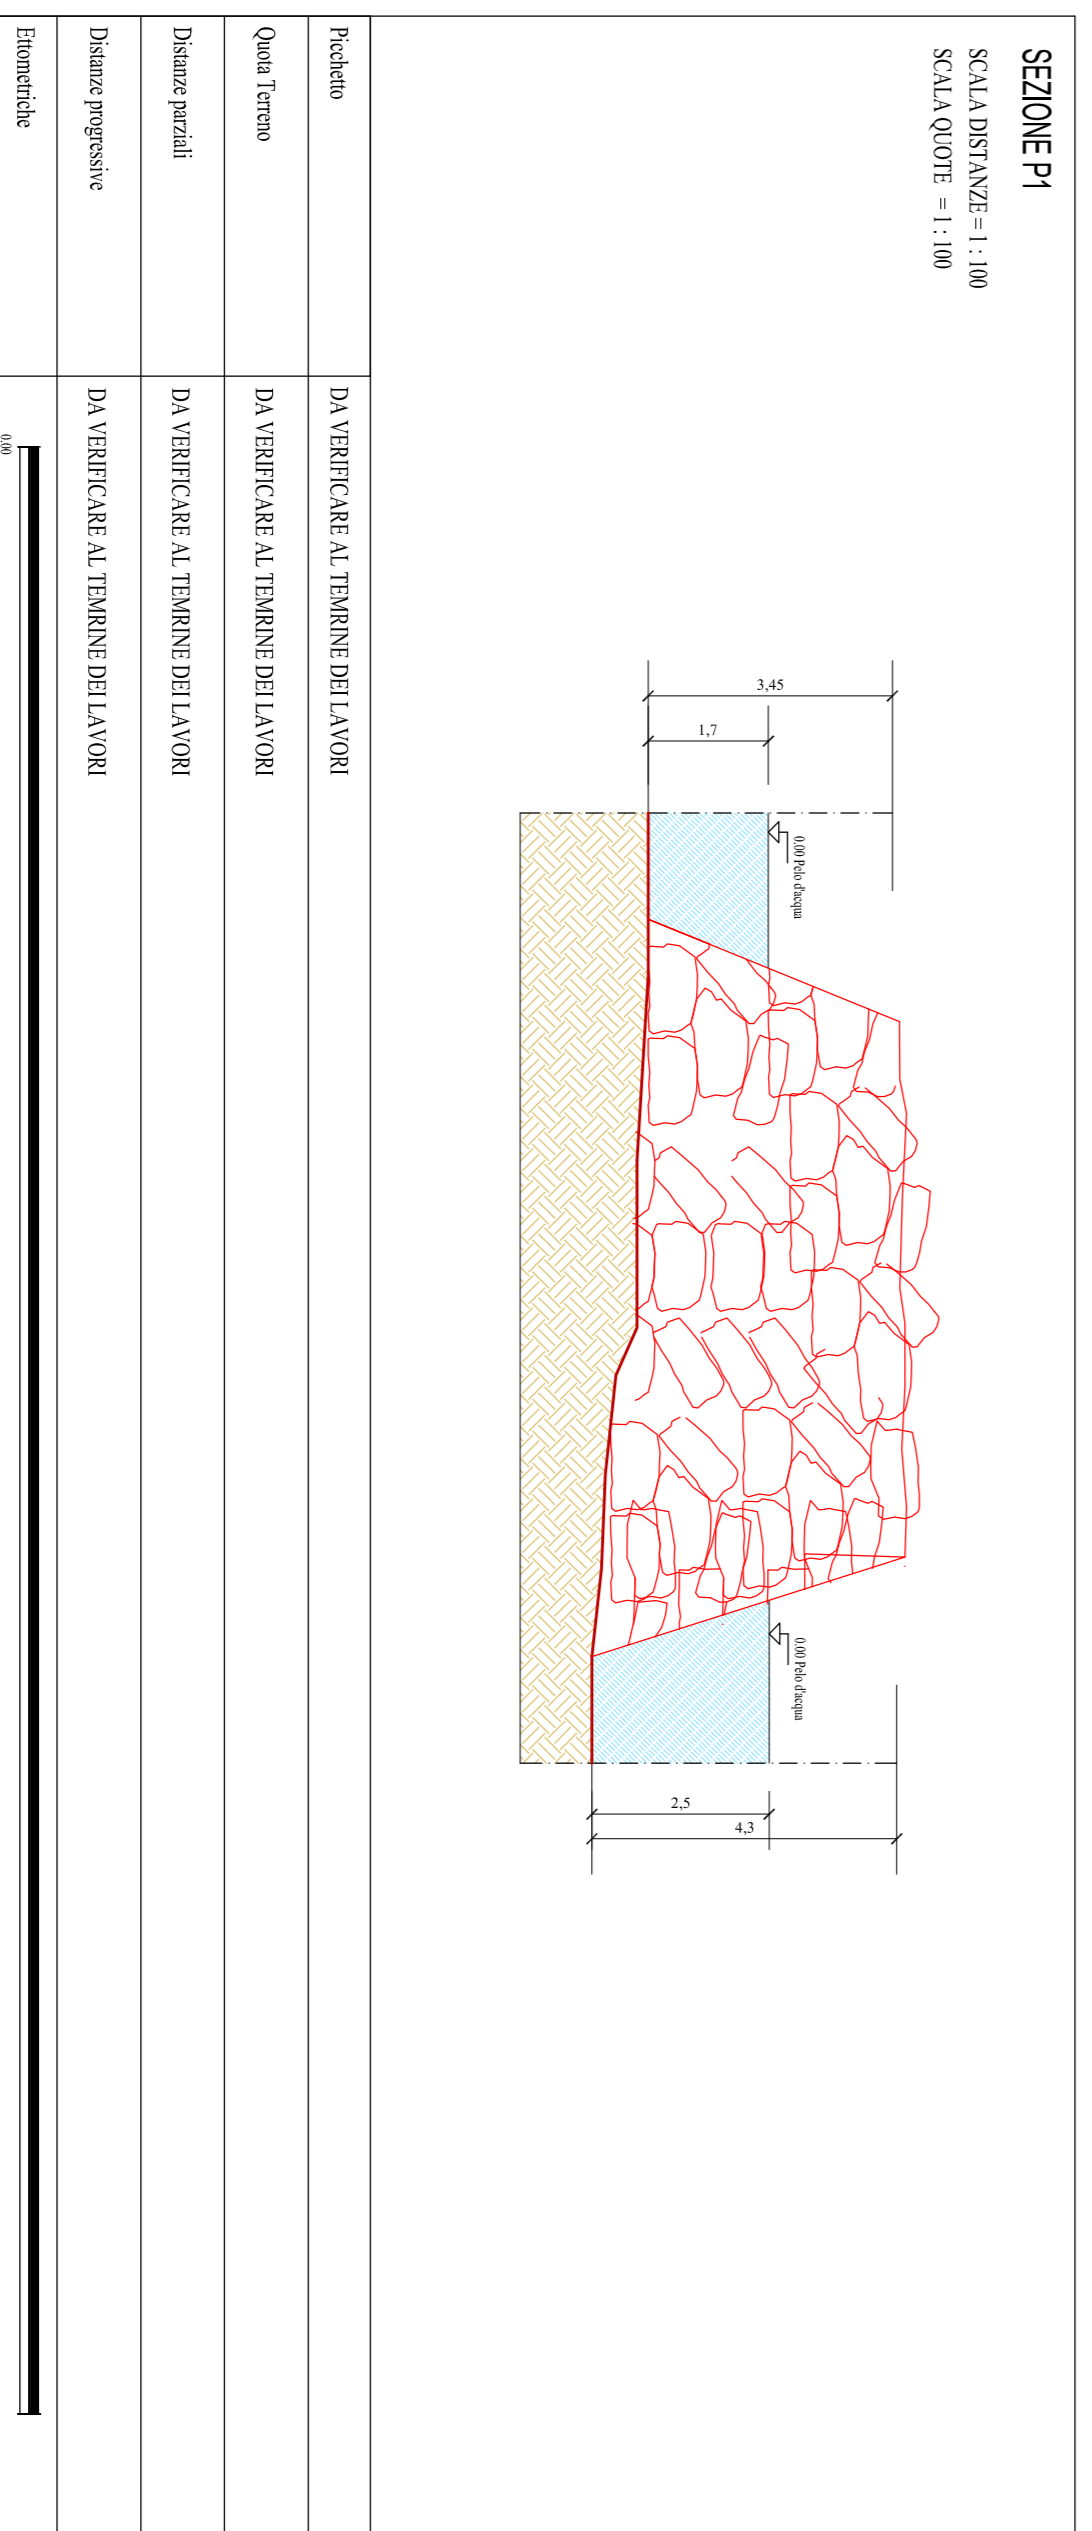 SEZIONE P1
SCALA DISTANZE = 1 : 100
SCALA QUOTE = 1 : 100
3,45
1,7
0.00 Pelo d'acqua
0.00 Pelo d'acqua
2,5
4,3
Picchetto DA VERIFICARE AL TEMRINE DEI LAVORI
Quota Terreno DA VERIFICARE AL TEMRINE DEI LAVORI
Distanze parziali DA VERIFICARE AL TEMRINE DEI LAVORI
Distanze progressive DA VERIFICARE AL TEMRINE DEI LAVORI
Ettometriche
0.00